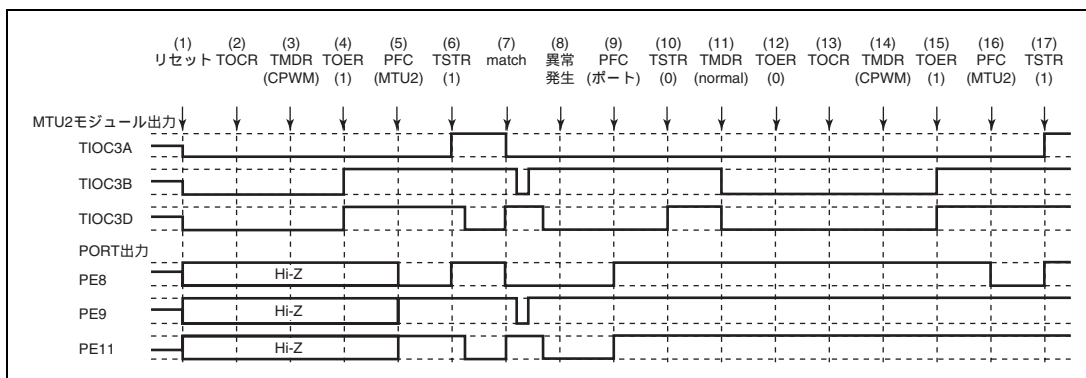 (1) (2) (3) (4) (5) (6) (7) (8) (9) (10) (11) (12) (13) (14) (15) (16) (17)
リセット TOCR TMDR TOER PFC TSTR match 異常 PFC TSTR TMDR TOER TOCR TMDR TOER PFC TSTR
(CPWM) (1) (MTU2) (1) 発生 (ポート) (0) (normal) (0) (CPWM) (1) (MTU2) (1)
MTU2モジュール出力
TIOC3A
TIOC3B
TIOC3D
PORT出力
PE8 Hi-Z
PE9 Hi-Z
PE11 Hi-Z